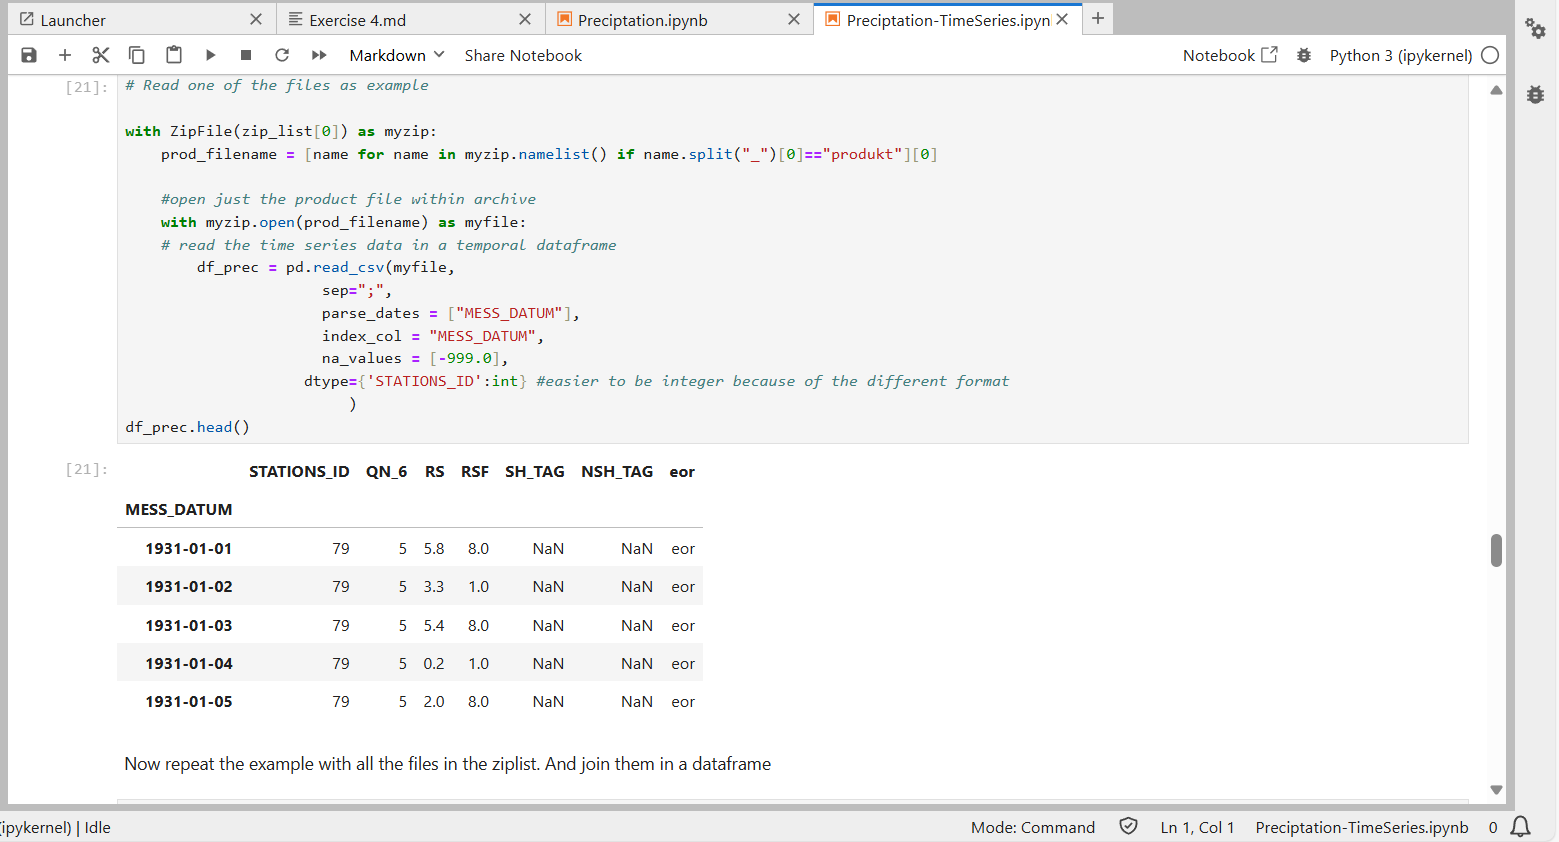 Launcher
Exercise 4.md
Preciptation.ipynb
Preciptation-TimeSeries.ipyn
Markdown
Share Notebook
Notebook
Python 3 (ipykernel)
[21]:
# Read one of the files as example
with ZipFile(zip_list[0]) as myzip:
prod_filename = [name for name in myzip.namelist() if name.split("_")[0]=="produkt"][0]
#open just the product file within archive
with myzip.open(prod_filename) as myfile:
# read the time series data in a temporal dataframe
df_prec = pd.read_csv(myfile,
sep=";",
parse_dates = ["MESS_DATUM"],
index_col = "MESS_DATUM",
na_values = [-999.0],
dtype={'STATIONS_ID':int} #easier to be integer because of the different format
)
df_prec.head()
[21]:
STATIONS_ID QN_6 RS RSF SH_TAG NSH_TAG eor
MESS_DATUM
1931-01-01 79 5 5.8 8.0 NaN NaN eor
1931-01-02 79 5 3.3 1.0 NaN NaN eor
1931-01-03 79 5 5.4 8.0 NaN NaN eor
1931-01-04 79 5 0.2 1.0 NaN NaN eor
1931-01-05 79 5 2.0 8.0 NaN NaN eor
Now repeat the example with all the files in the ziplist. And join them in a dataframe
ipykernel) | Idle
Mode: Command
Ln 1, Col 1
Preciptation-TimeSeries.ipynb
0